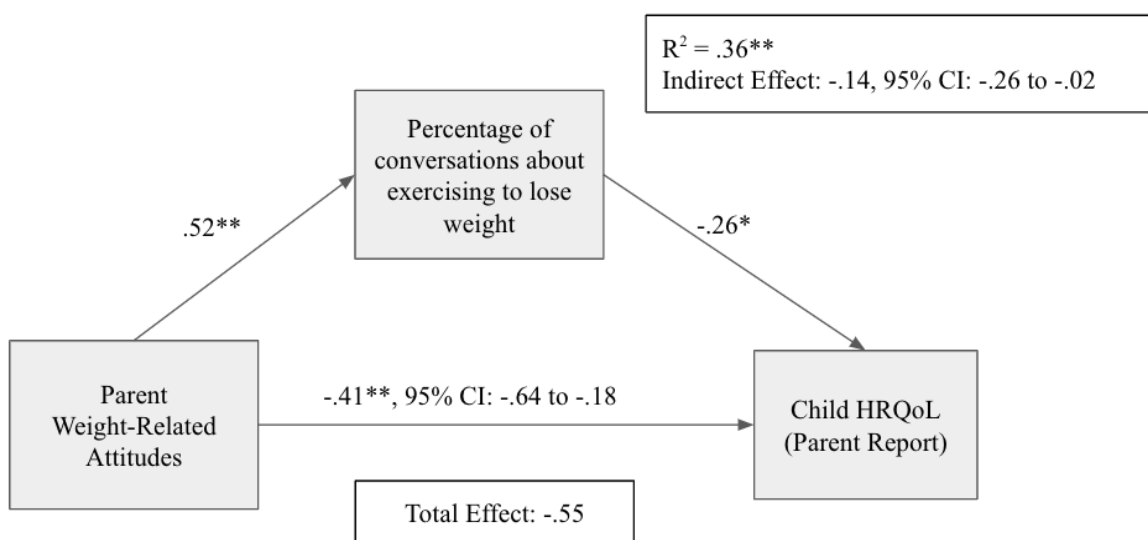 R² = .36**
Indirect Effect: -.14, 95% CI: -.26 to -.02
Percentage of
conversations about
exercising to lose
weight
.52**
-.26*
Parent
Weight-Related
Attitudes
-.41**, 95% CI: -.64 to -.18
Child HRQoL
(Parent Report)
Total Effect: -.55